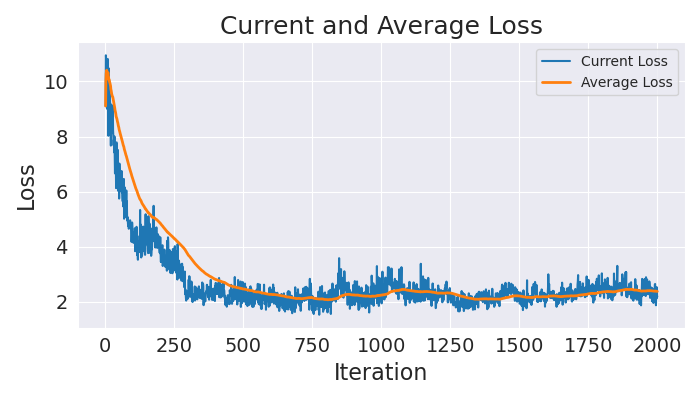 Current and Average Loss
Current Loss
Average Loss
10
8
6
4
2
Loss
0 250 500 750 1000 1250 1500 1750 2000
Iteration